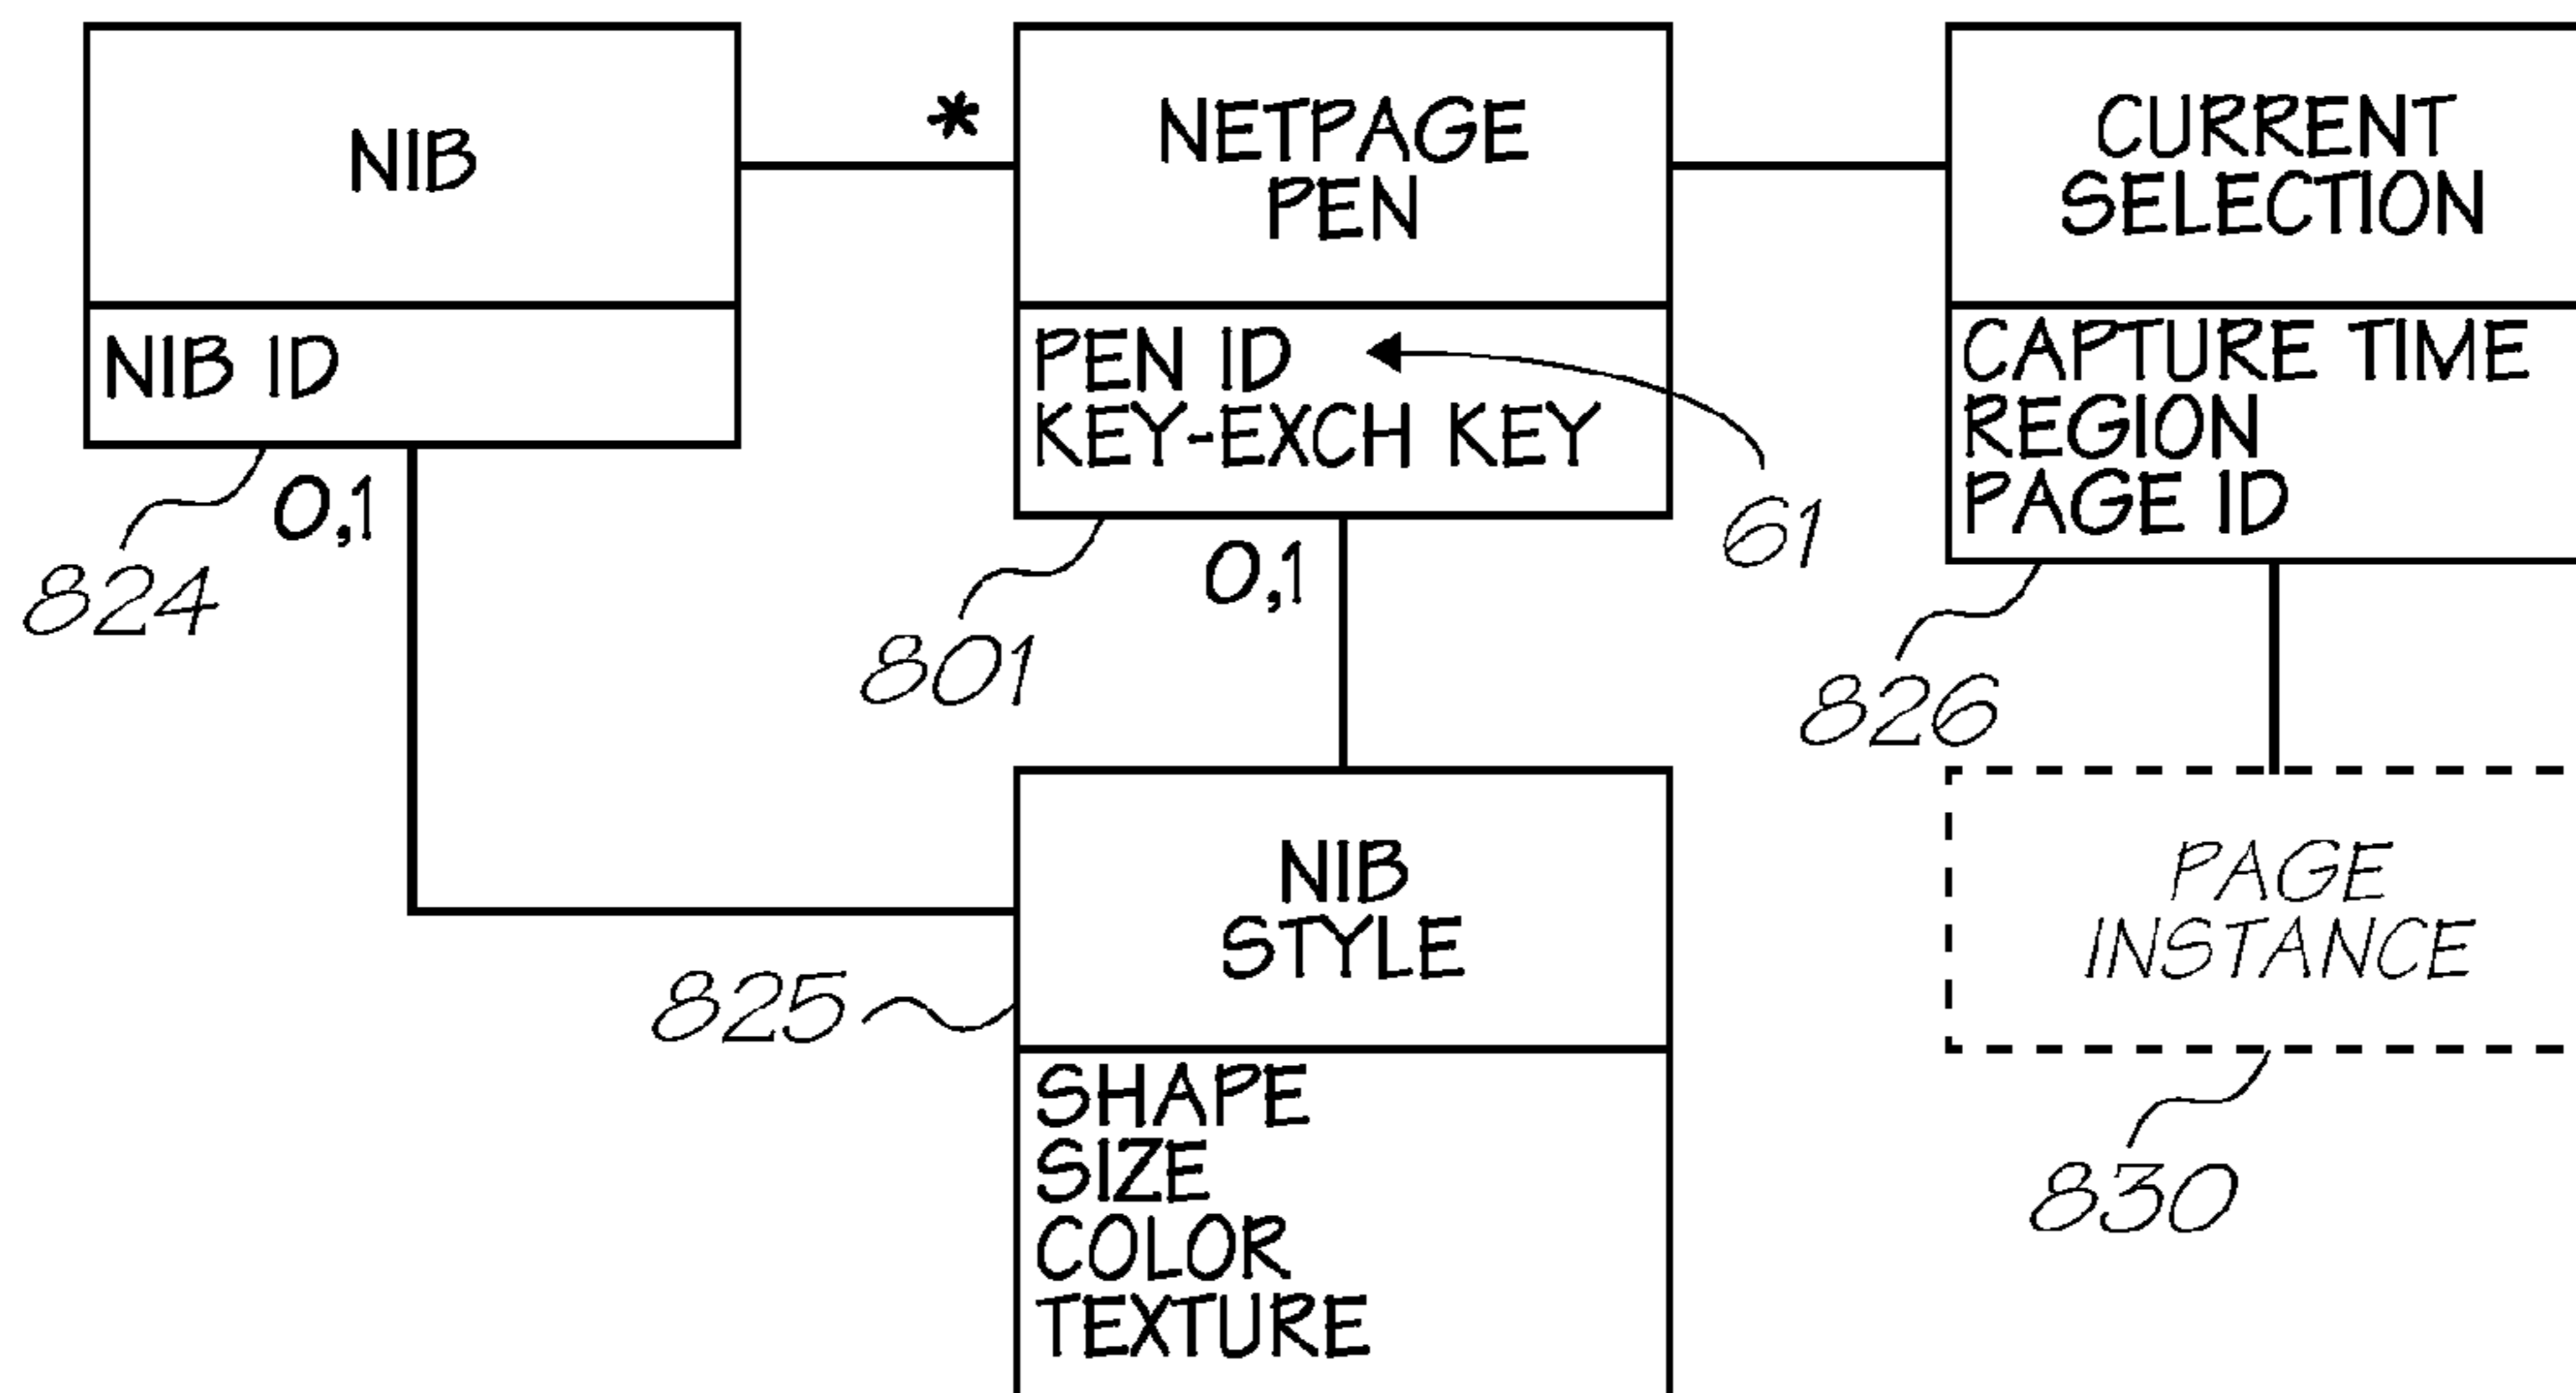 NIB
NIB ID
824
0,1
*
NETPAGE
PEN
PEN ID
KEY-EXCH KEY
61
801
0,1
CURRENT
SELECTION
CAPTURE TIME
REGION
PAGE ID
826
NIB
STYLE
825
SHAPE
SIZE
COLOR
TEXTURE
PAGE
INSTANCE
830